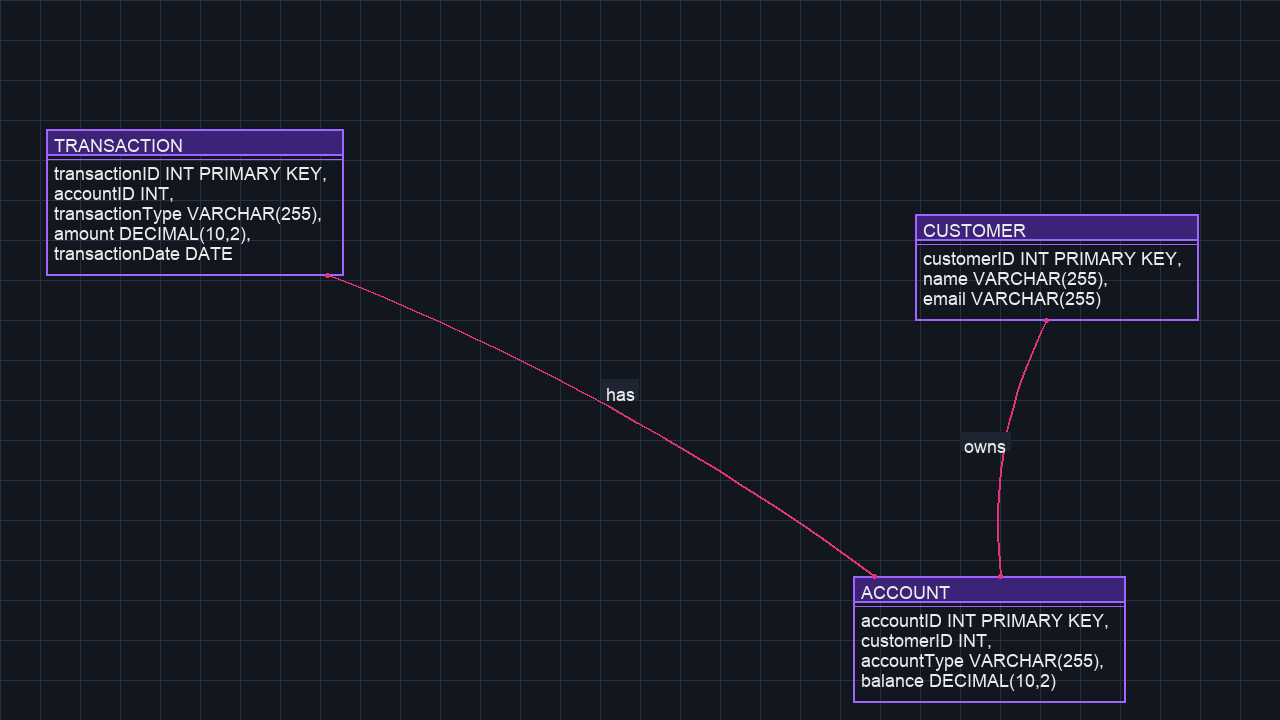 TRANSACTION
transactionID INT PRIMARY KEY,
accountID INT,
transactionType VARCHAR(255),
amount DECIMAL(10,2),
transactionDate DATE
CUSTOMER
customerID INT PRIMARY KEY,
name VARCHAR(255),
email VARCHAR(255)
has
owns
ACCOUNT
accountID INT PRIMARY KEY,
customerID INT,
accountType VARCHAR(255),
balance DECIMAL(10,2)